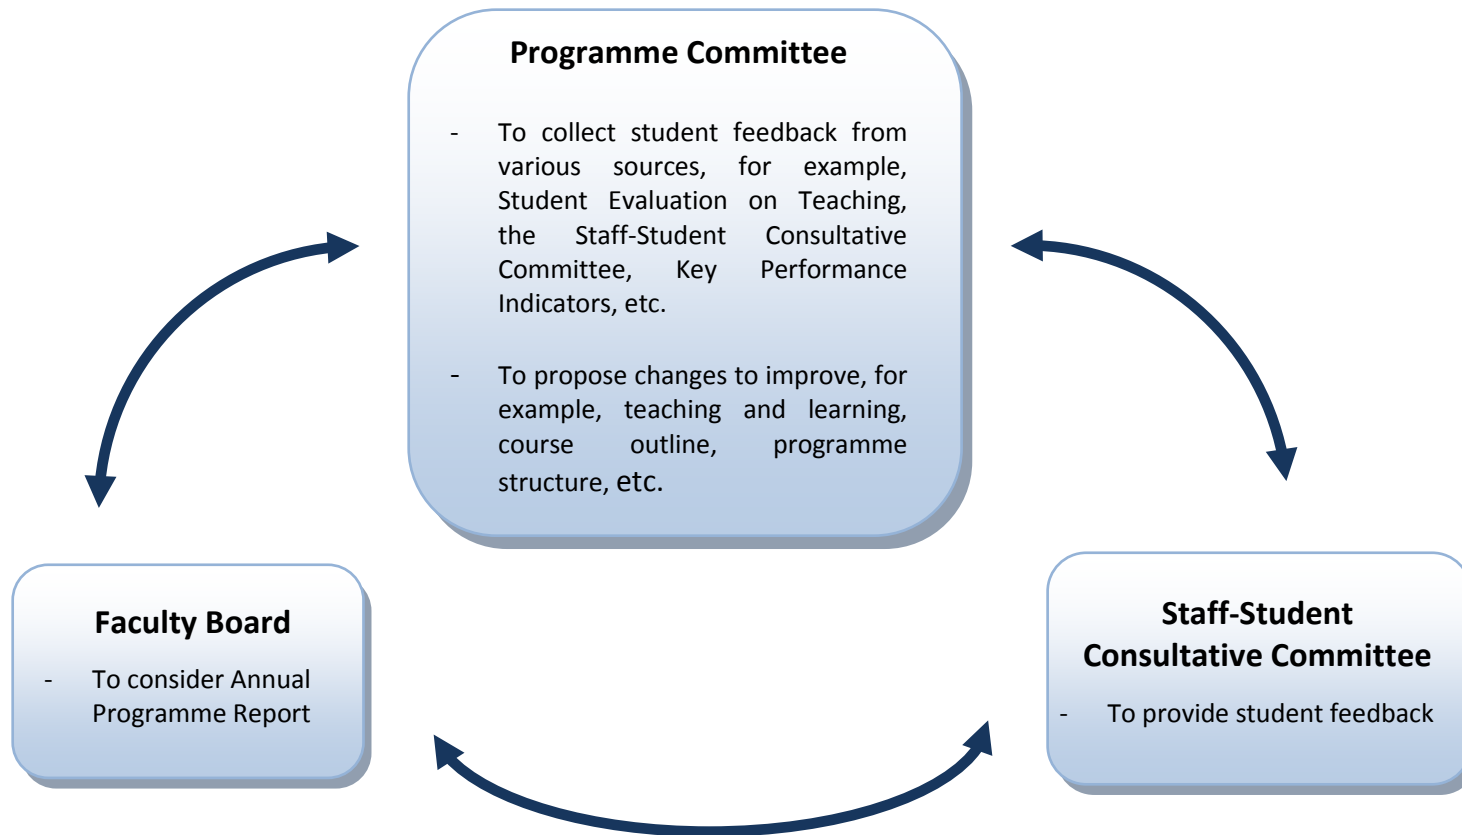 Programme Committee
- To collect student feedback from
various sources, for example,
Student Evaluation on Teaching,
the Staff-Student Consultative
Committee, Key Performance
Indicators, etc.
- To propose changes to improve, for
example, teaching and learning,
course outline, programme
structure, etc.
Faculty Board
- To consider Annual
Programme Report
Staff-Student
Consultative Committee
- To provide student feedback